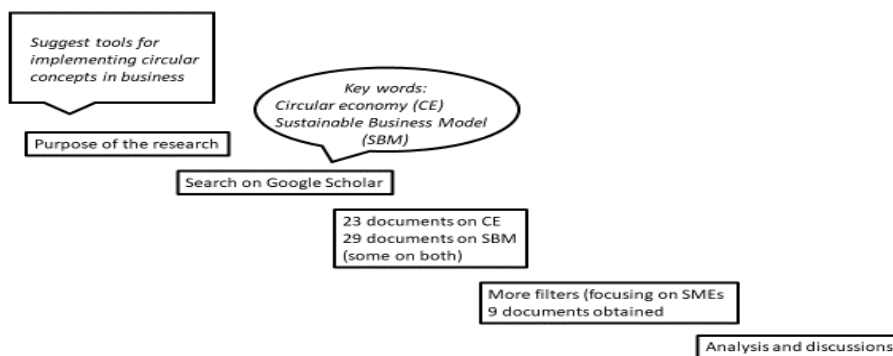 Suggest tools for
implementing circular
concepts in business
Key words:
Circular economy (CE)
Sustainable Business Model
(SBM)
Purpose of the research
Search on Google Scholar
23 documents on CE
29 documents on SBM
(some on both)
More filters (focusing on SMEs
9 documents obtained
Analysis and discussions